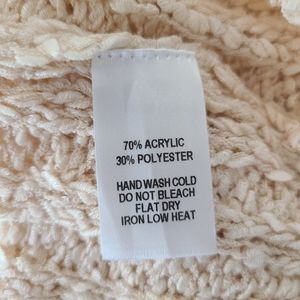 70% ACRYLIC
30% POLYESTER
HAND WASH COLD
DO NOT BLEACH
FLAT DRY
IRON LOW HEAT